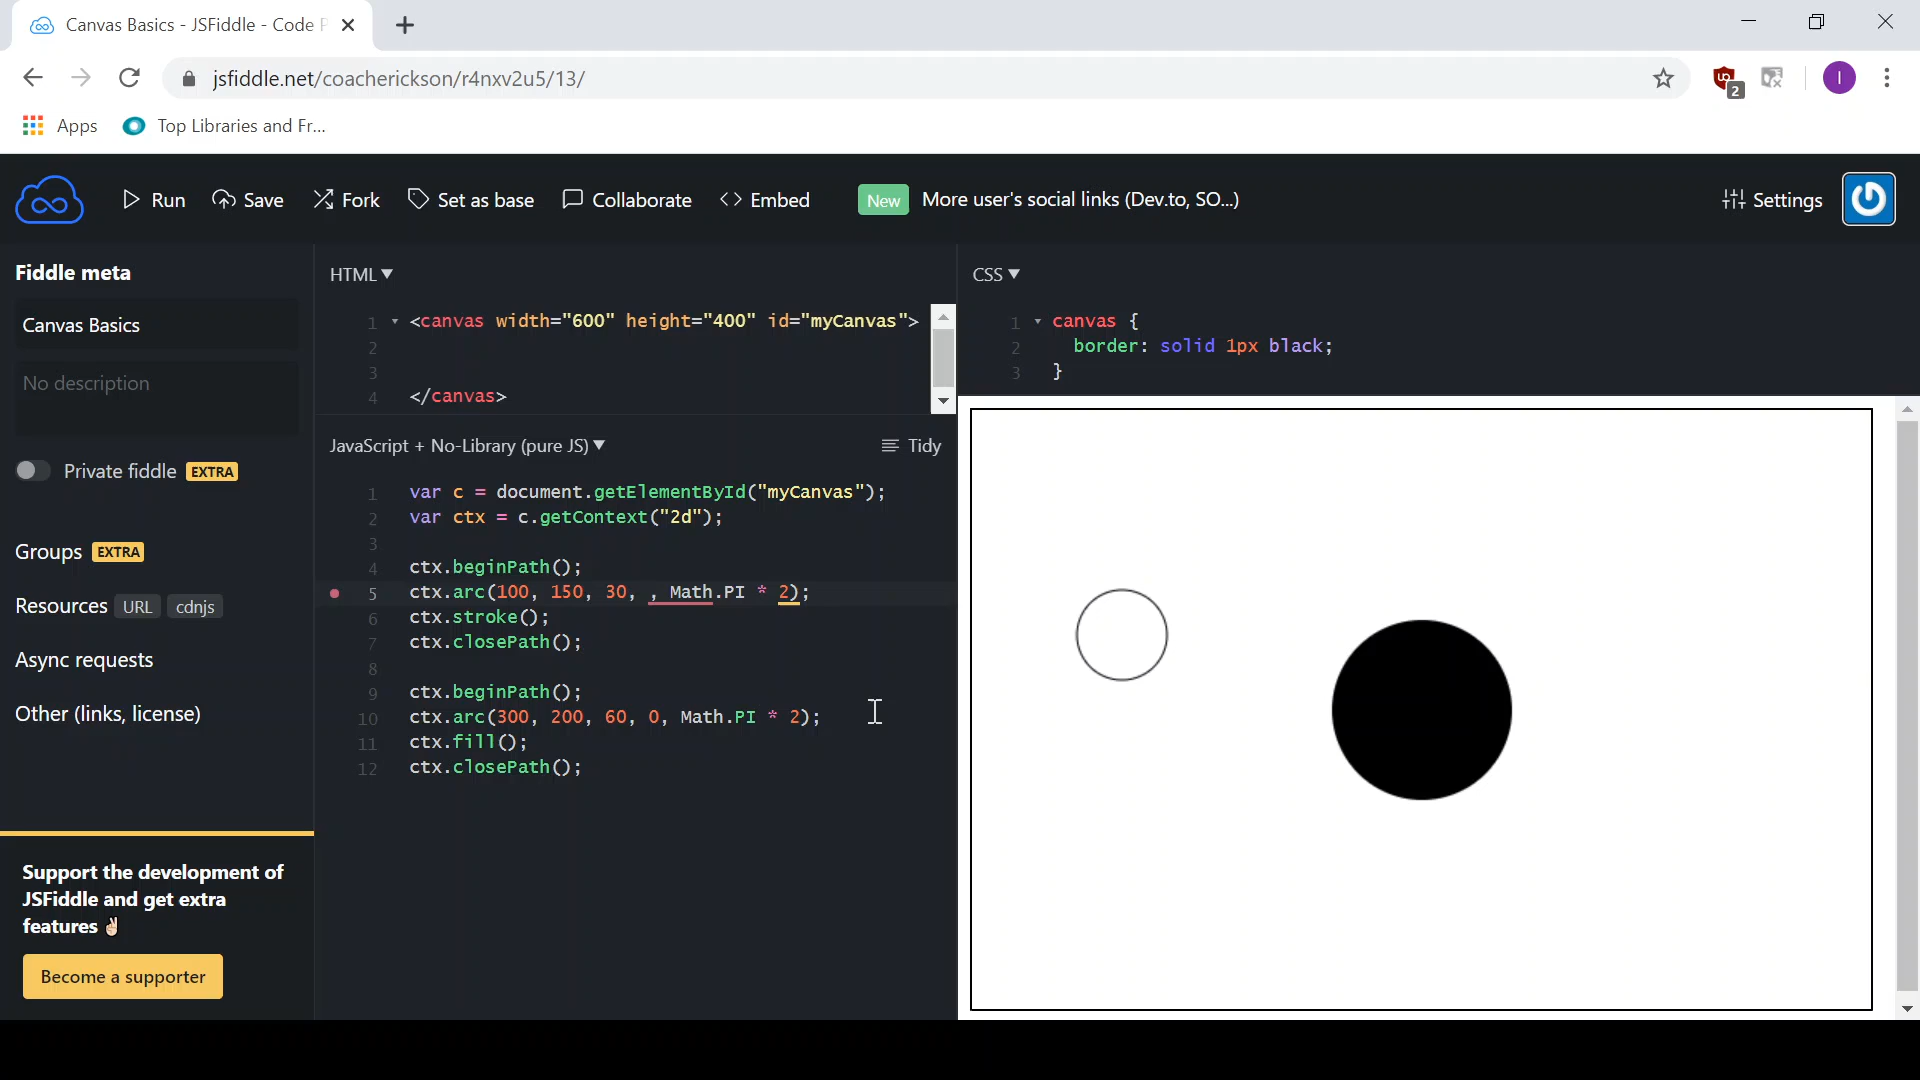 Canvas Basics - JSFiddle - Code P
jsfiddle.net/coacherickson/r4nxv2u5/13/
2
I
Apps
Top Libraries and Fr...
Run
Save
Fork
Set as base
Collaborate
<> Embed
New
More user's social links (Dev.to, SO...)
Settings
Fiddle meta
Canvas Basics
No description
Private fiddle EXTRA
Groups EXTRA
Resources URL cdnjs
Async requests
Other (links, license)
Support the development of
JSFiddle and get extra
features ✌🏻
Become a supporter
HTML ▼
1 <canvas width="600" height="400" id="myCanvas">
2
3
4 </canvas>
JavaScript + No-Library (pure JS) ▼
Tidy
1 var c = document.getElementById("myCanvas");
2 var ctx = c.getContext("2d");
3
4 ctx.beginPath();
5 ctx.arc(100, 150, 30, , Math.PI * 2);
6 ctx.stroke();
7 ctx.closePath();
8
9 ctx.beginPath();
10 ctx.arc(300, 200, 60, 0, Math.PI * 2);
11 ctx.fill();
12 ctx.closePath();
CSS ▼
1 canvas {
2 border: solid 1px black;
3 }